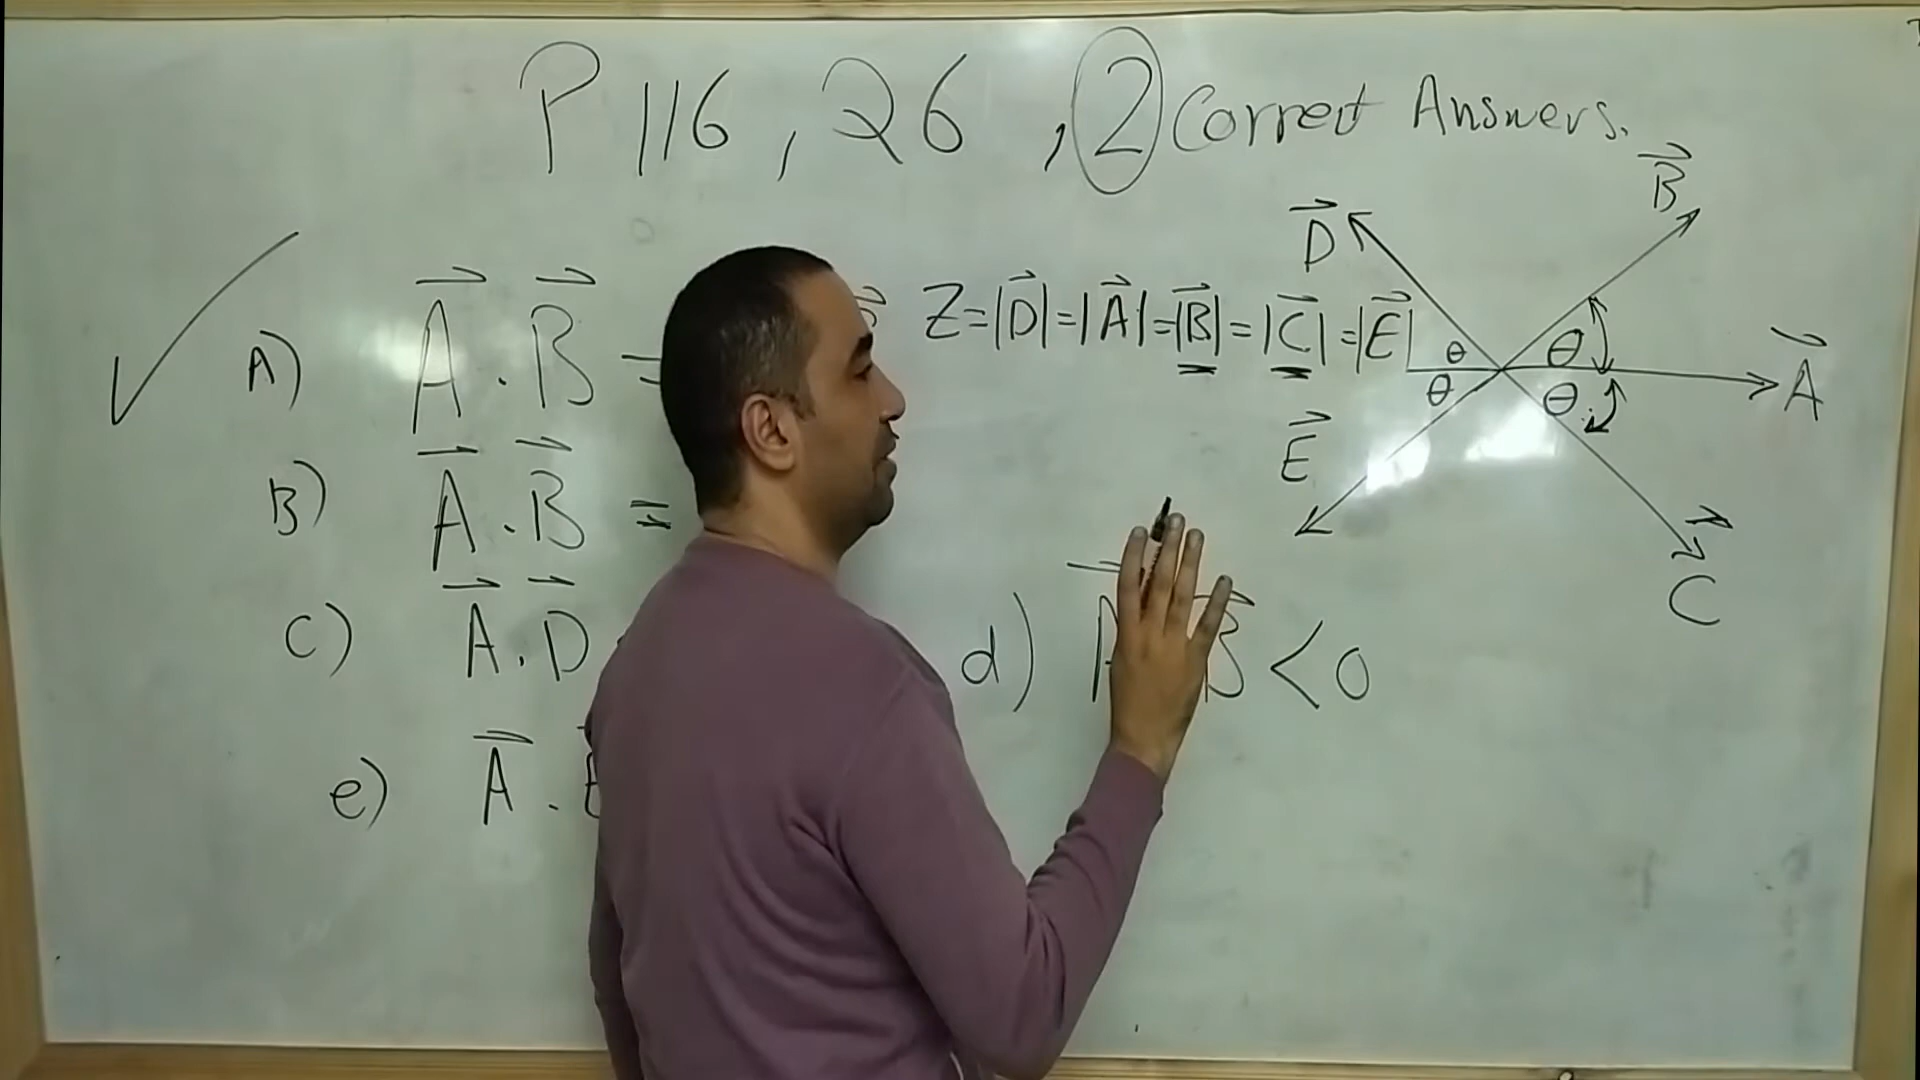 P 116 , 26 , 2 Correct Answers.
A) A . B =
Z = |D| = |A| = |B| = |C| = |E|
B) A . B =
C) A . D
d) B < 0
e) A .
D
B
θ θ
θ θ
A
E
C